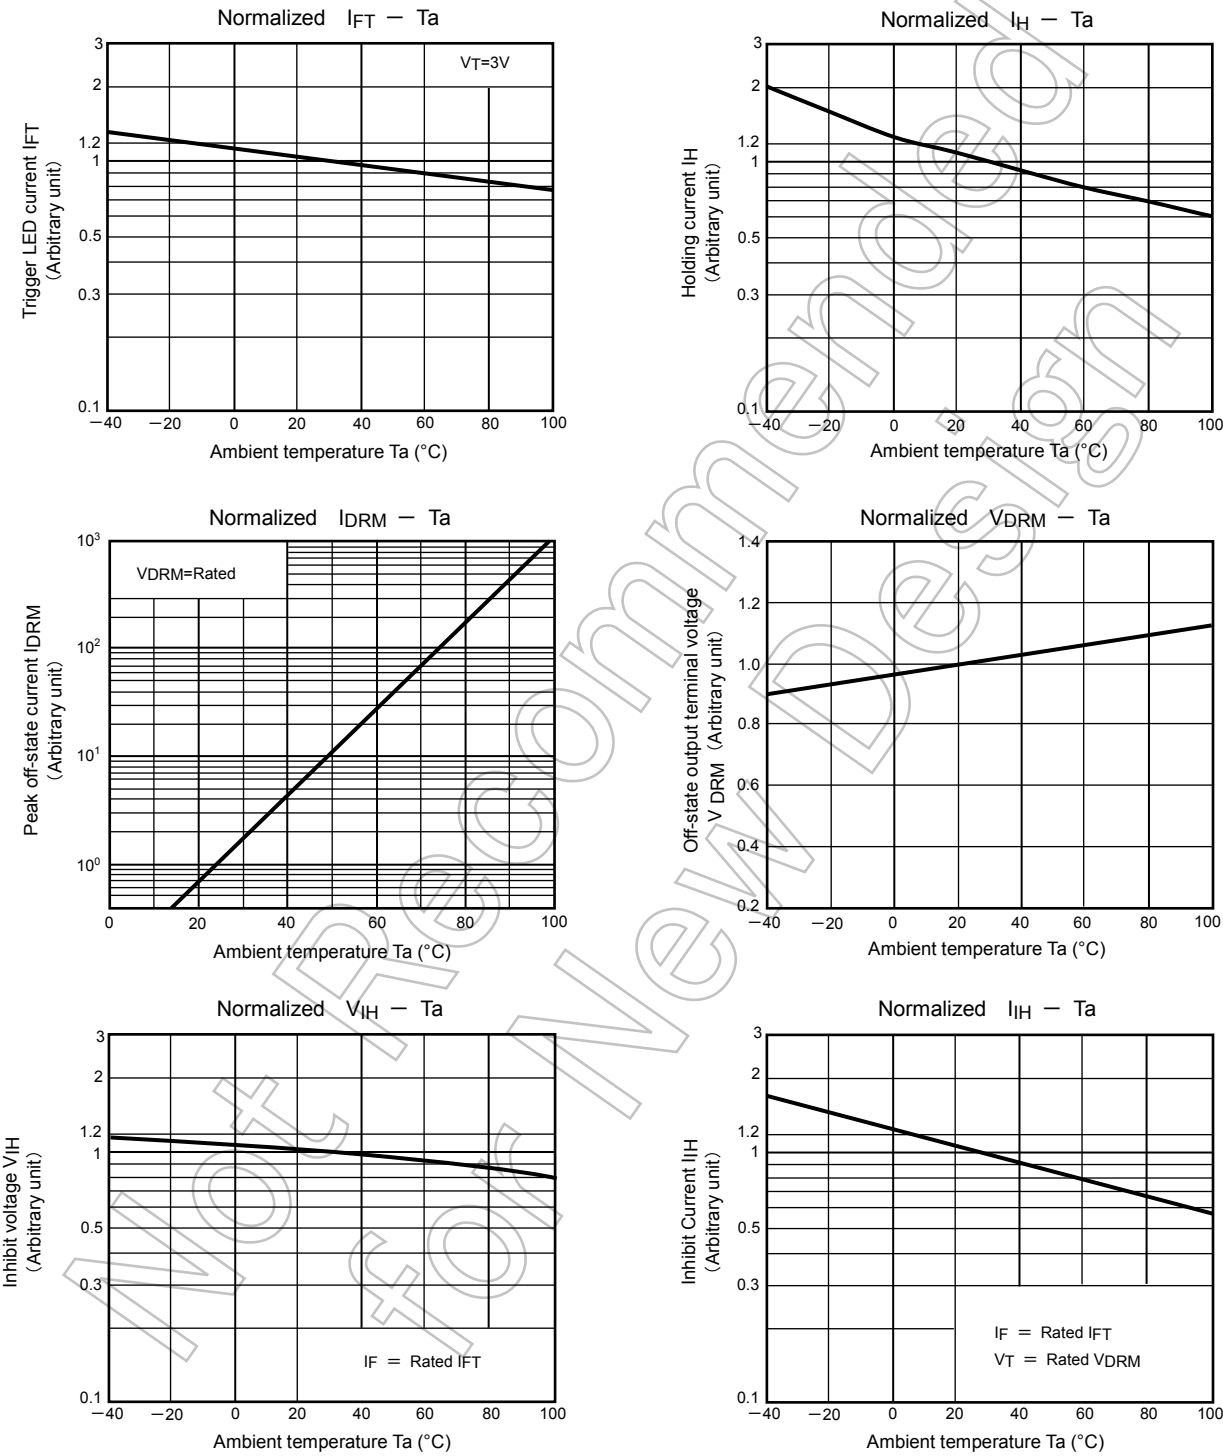 Normalized IFT － Ta
3
2
1.2
1
0.5
0.3
0.1
VT=3V
Trigger LED current IFT
(Arbitrary unit)
－40 －20 0 20 40 60 80 100
Ambient temperature Ta (°C)
Normalized IH － Ta
3
2
1.2
1
0.5
0.3
0.1
Holding current IH
(Arbitrary unit)
－40 －20 0 20 40 60 80 100
Ambient temperature Ta (°C)
Normalized IDRM － Ta
10³
10²
10¹
10⁰
VDRM=Rated
Peak off-state current IDRM
(Arbitrary unit)
0 20 40 60 80 100
Ambient temperature Ta (°C)
Normalized VDRM － Ta
1.4
1.2
1.0
0.8
0.6
0.4
0.2
Off-state output terminal voltage
V DRM (Arbitrary unit)
－40 －20 0 20 40 60 80 100
Ambient temperature Ta (°C)
Normalized VIH － Ta
3
2
1.2
1
0.5
0.3
0.1
Inhibit voltage VIH
(Arbitrary unit)
IF = Rated IFT
－40 －20 0 20 40 60 80 100
Ambient temperature Ta (°C)
Normalized IIH － Ta
3
2
1.2
1
0.5
0.3
0.1
Inhibit Current IIH
(Arbitrary unit)
IF = Rated IFT
VT = Rated VDRM
－40 －20 0 20 40 60 80 100
Ambient temperature Ta (°C)
Not Recommended
for New Design